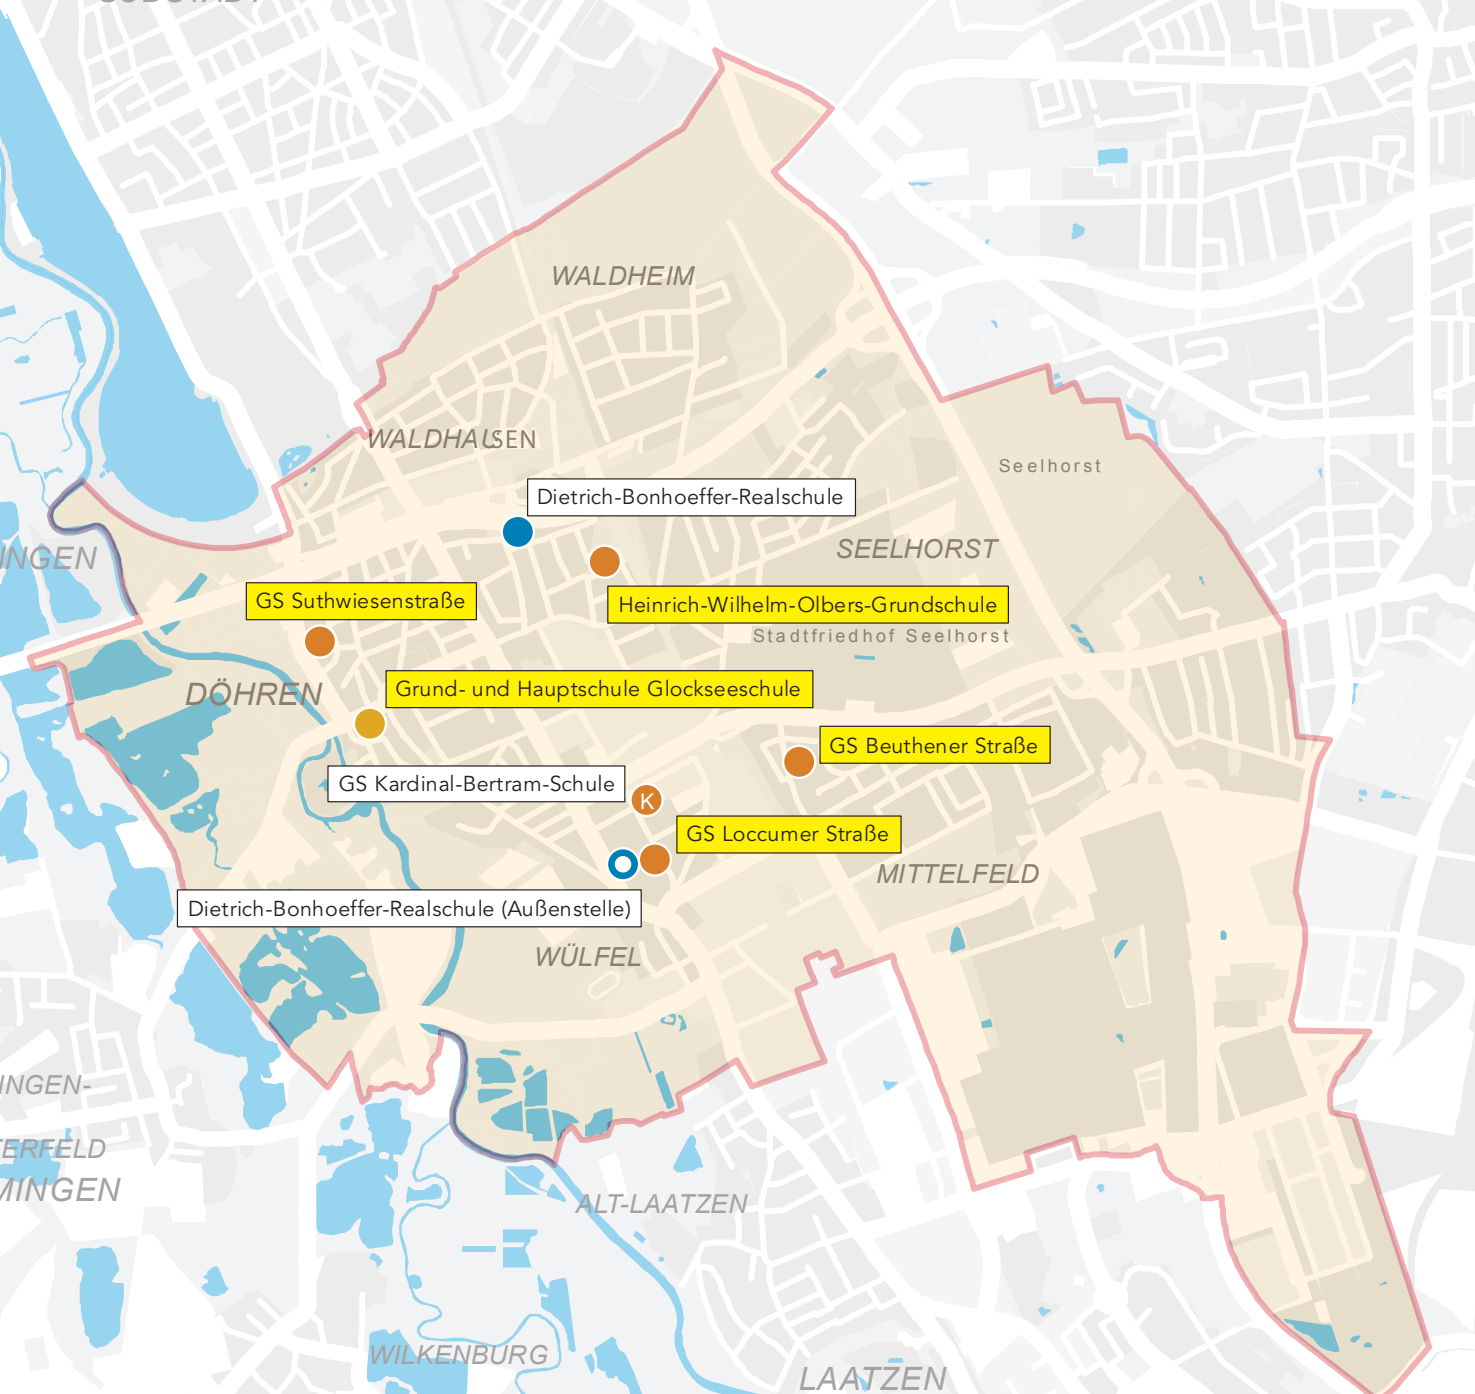 WALDHEIM
WALDHAUSEN
Seelhorst
Dietrich-Bonhoeffer-Realschule
SEELHORST
INGEN
GS Suthwiesenstraße
Heinrich-Wilhelm-Olbers-Grundschule
Stadtfriedhof Seelhorst
Grund- und Hauptschule Glockseeschule
DÖHREN
GS Beuthener Straße
GS Kardinal-Bertram-Schule
K
GS Loccumer Straße
MITTELFELD
Dietrich-Bonhoeffer-Realschule (Außenstelle)
WÜLFEL
INGEN-
ERFELD
MINGEN
ALT-LAATZEN
WILKENBURG
LAATZEN